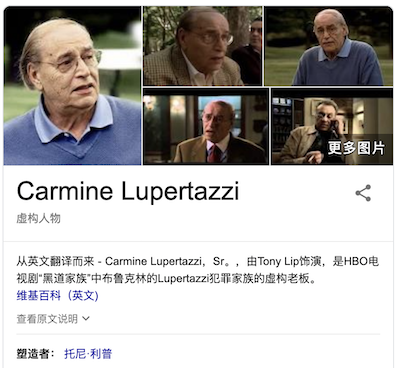 更多图片
Carmine Lupertazzi
虚构人物
从英文翻译而来 - Carmine Lupertazzi，Sr。，由Tony Lip饰演，是HBO电
视剧“黑道家族”中布鲁克林的Lupertazzi犯罪家族的虚构老板。
维基百科（英文)
查看原文说明
塑造者： 托尼·利普